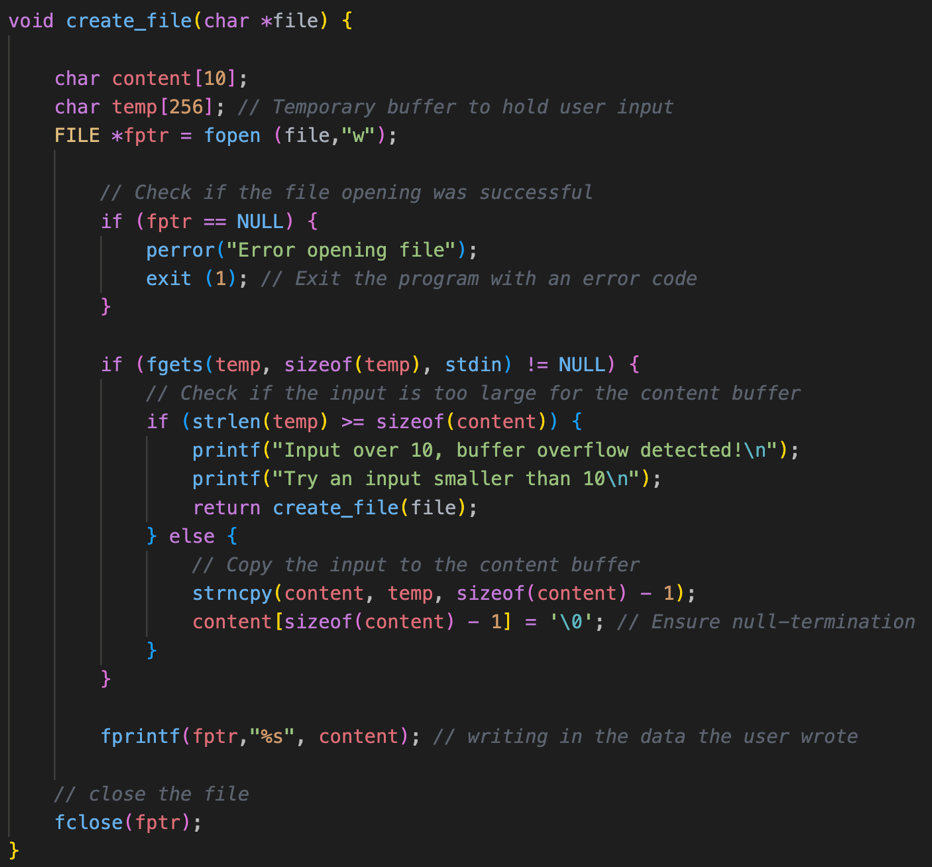 void create_file(char *file) {
char content[10];
char temp[256]; // Temporary buffer to hold user input
FILE *fptr = fopen (file,"w");
// Check if the file opening was successful
if (fptr == NULL) {
perror("Error opening file");
exit (1); // Exit the program with an error code
}
if (fgets(temp, sizeof(temp), stdin) != NULL) {
// Check if the input is too large for the content buffer
if (strlen(temp) >= sizeof(content)) {
printf("Input over 10, buffer overflow detected!\n");
printf("Try an input smaller than 10\n");
return create_file(file);
} else {
// Copy the input to the content buffer
strncpy(content, temp, sizeof(content) - 1);
content[sizeof(content) - 1] = '\0'; // Ensure null-termination
}
}
fprintf(fptr,"%s", content); // writing in the data the user wrote
// close the file
fclose(fptr);
}